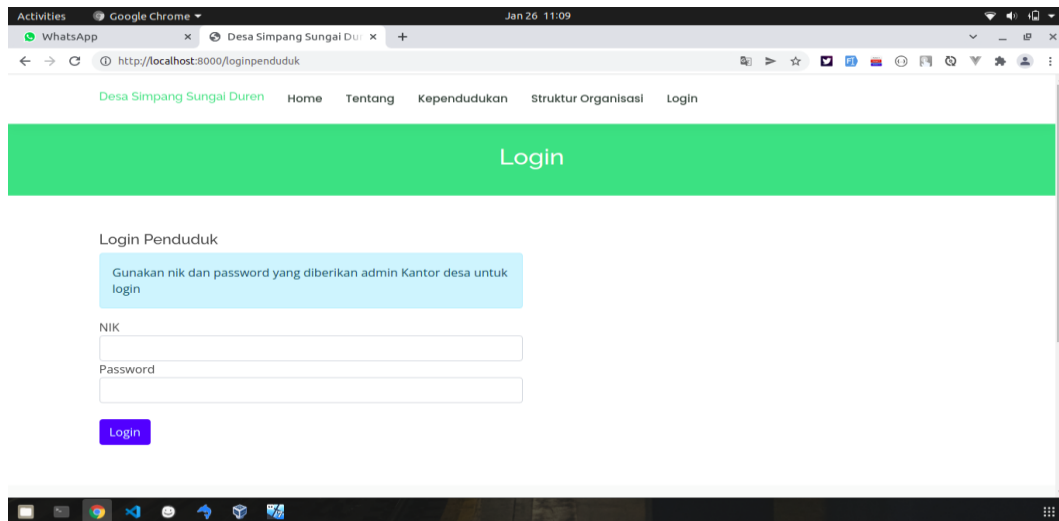 Activities Google Chrome Jan 26 11:09
WhatsApp Desa Simpang Sungai Du
http://localhost:8000/loginpenduduk
Desa Simpang Sungai Duren Home Tentang Kependudukan Struktur Organisasi Login
Login
Login Penduduk
Gunakan nik dan password yang diberikan admin Kantor desa untuk
login
NIK
Password
Login